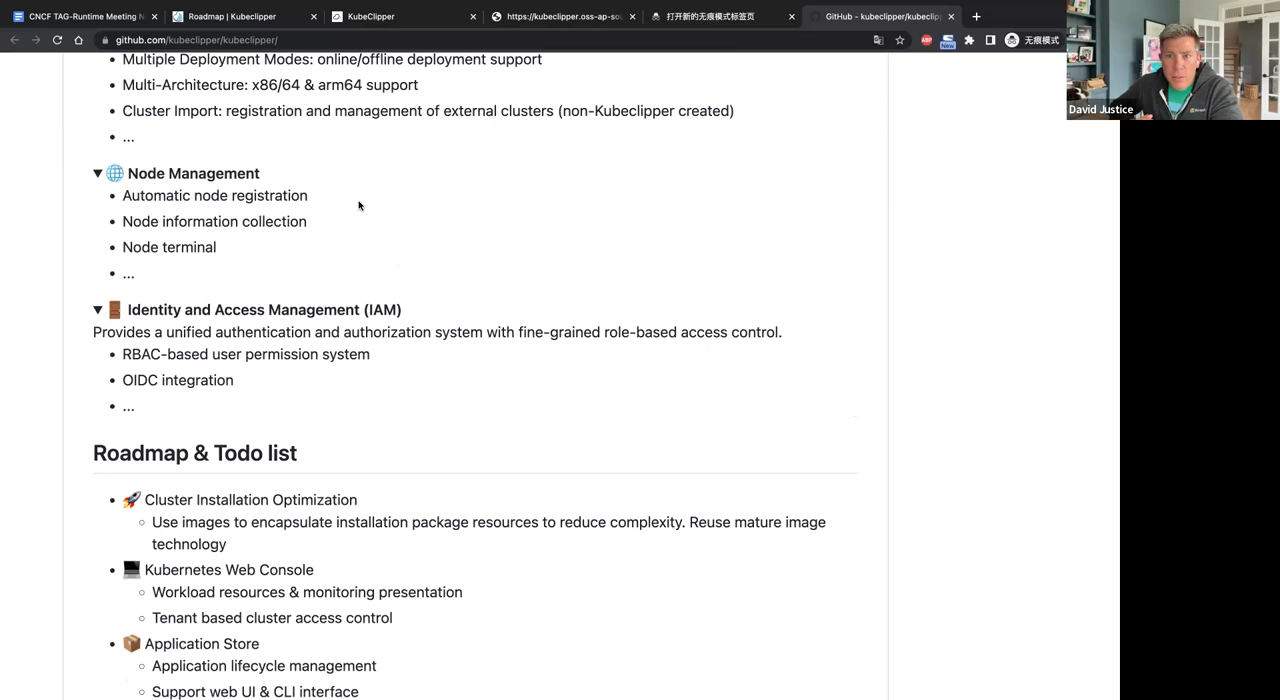 CNCF TAG-Runtime Meeting N
Roadmap | Kubeclipper
KubeClipper
https://kubeclipper.oss-ap-sou
打开新的无痕模式标签页
GitHub - kubeclipper/kubeclip
github.com/kubeclipper/kubeclipper/
ABP
New
无痕模式
David Justice
• Multiple Deployment Modes: online/offline deployment support
• Multi-Architecture: x86/64 & arm64 support
• Cluster Import: registration and management of external clusters (non-Kubeclipper created)
• ...
▼ 🌐 Node Management
• Automatic node registration
• Node information collection
• Node terminal
• ...
▼ 🚪 Identity and Access Management (IAM)
Provides a unified authentication and authorization system with fine-grained role-based access control.
• RBAC-based user permission system
• OIDC integration
• ...
Roadmap & Todo list
• 🚀 Cluster Installation Optimization
◦ Use images to encapsulate installation package resources to reduce complexity. Reuse mature image
technology
• 💻 Kubernetes Web Console
◦ Workload resources & monitoring presentation
◦ Tenant based cluster access control
• 📦 Application Store
◦ Application lifecycle management
◦ Support web UI & CLI interface